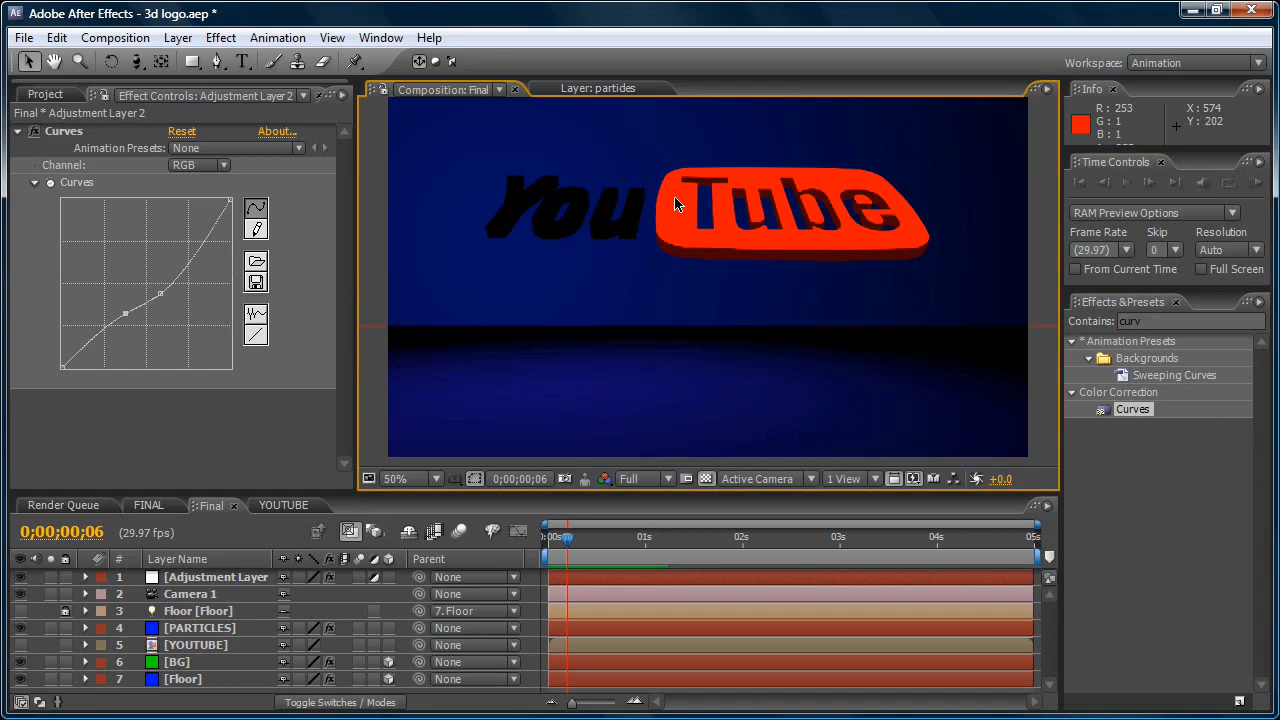 Adobe After Effects - 3d logo.aep *
File Edit Composition Layer Effect Animation View Window Help
Workspace: Animation
Project Effect Controls: Adjustment Layer 2
Final * Adjustment Layer 2
Curves Reset About...
Animation Presets: None
Channel: RGB
Curves
Composition: Final Layer: particles
YouTube
50% 0;00;00;06 Full Active Camera 1 View +0.0
Info
R : 253 X : 574
G : 1 Y : 202
B : 1
Time Controls
RAM Preview Options
Frame Rate Skip Resolution
(29.97) 0 Auto
From Current Time Full Screen
Effects & Presets
Contains: curv
* Animation Presets
Backgrounds
Sweeping Curves
Color Correction
Curves
Render Queue FINAL Final YOUTUBE
0;00;00;06 (29.97 fps)
:00s 01s 02s 03s 04s 05s
# Layer Name Parent
1 [Adjustment Layer None
2 Camera 1 None
3 Floor [Floor] 7. Floor
4 [PARTICLES] None
5 [YOUTUBE] None
6 [BG] None
7 [Floor] None
Toggle Switches / Modes